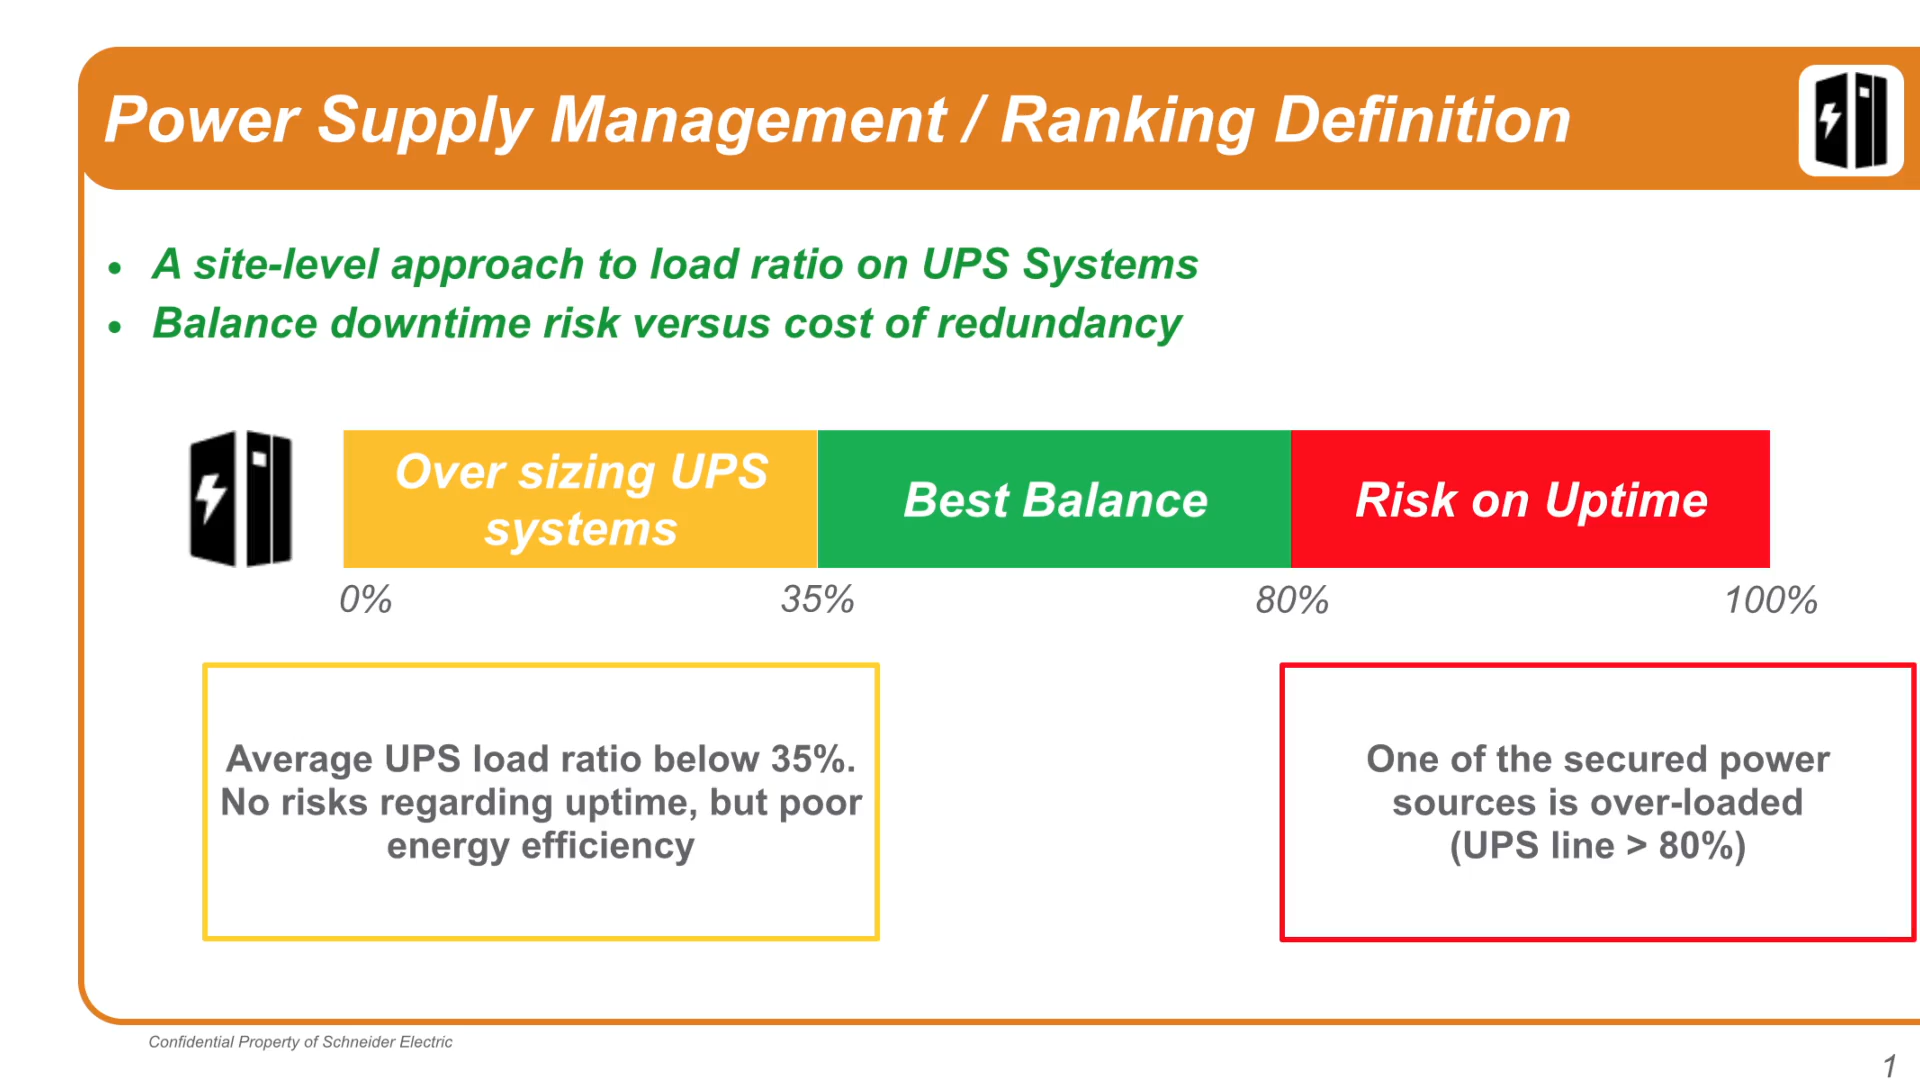 Power Supply Management / Ranking Definition
• A site-level approach to load ratio on UPS Systems
• Balance downtime risk versus cost of redundancy
Over sizing UPS
systems
Best Balance
Risk on Uptime
0%
35%
80%
100%
Average UPS load ratio below 35%.
No risks regarding uptime, but poor
energy efficiency
One of the secured power
sources is over-loaded
(UPS line > 80%)
Confidential Property of Schneider Electric
1